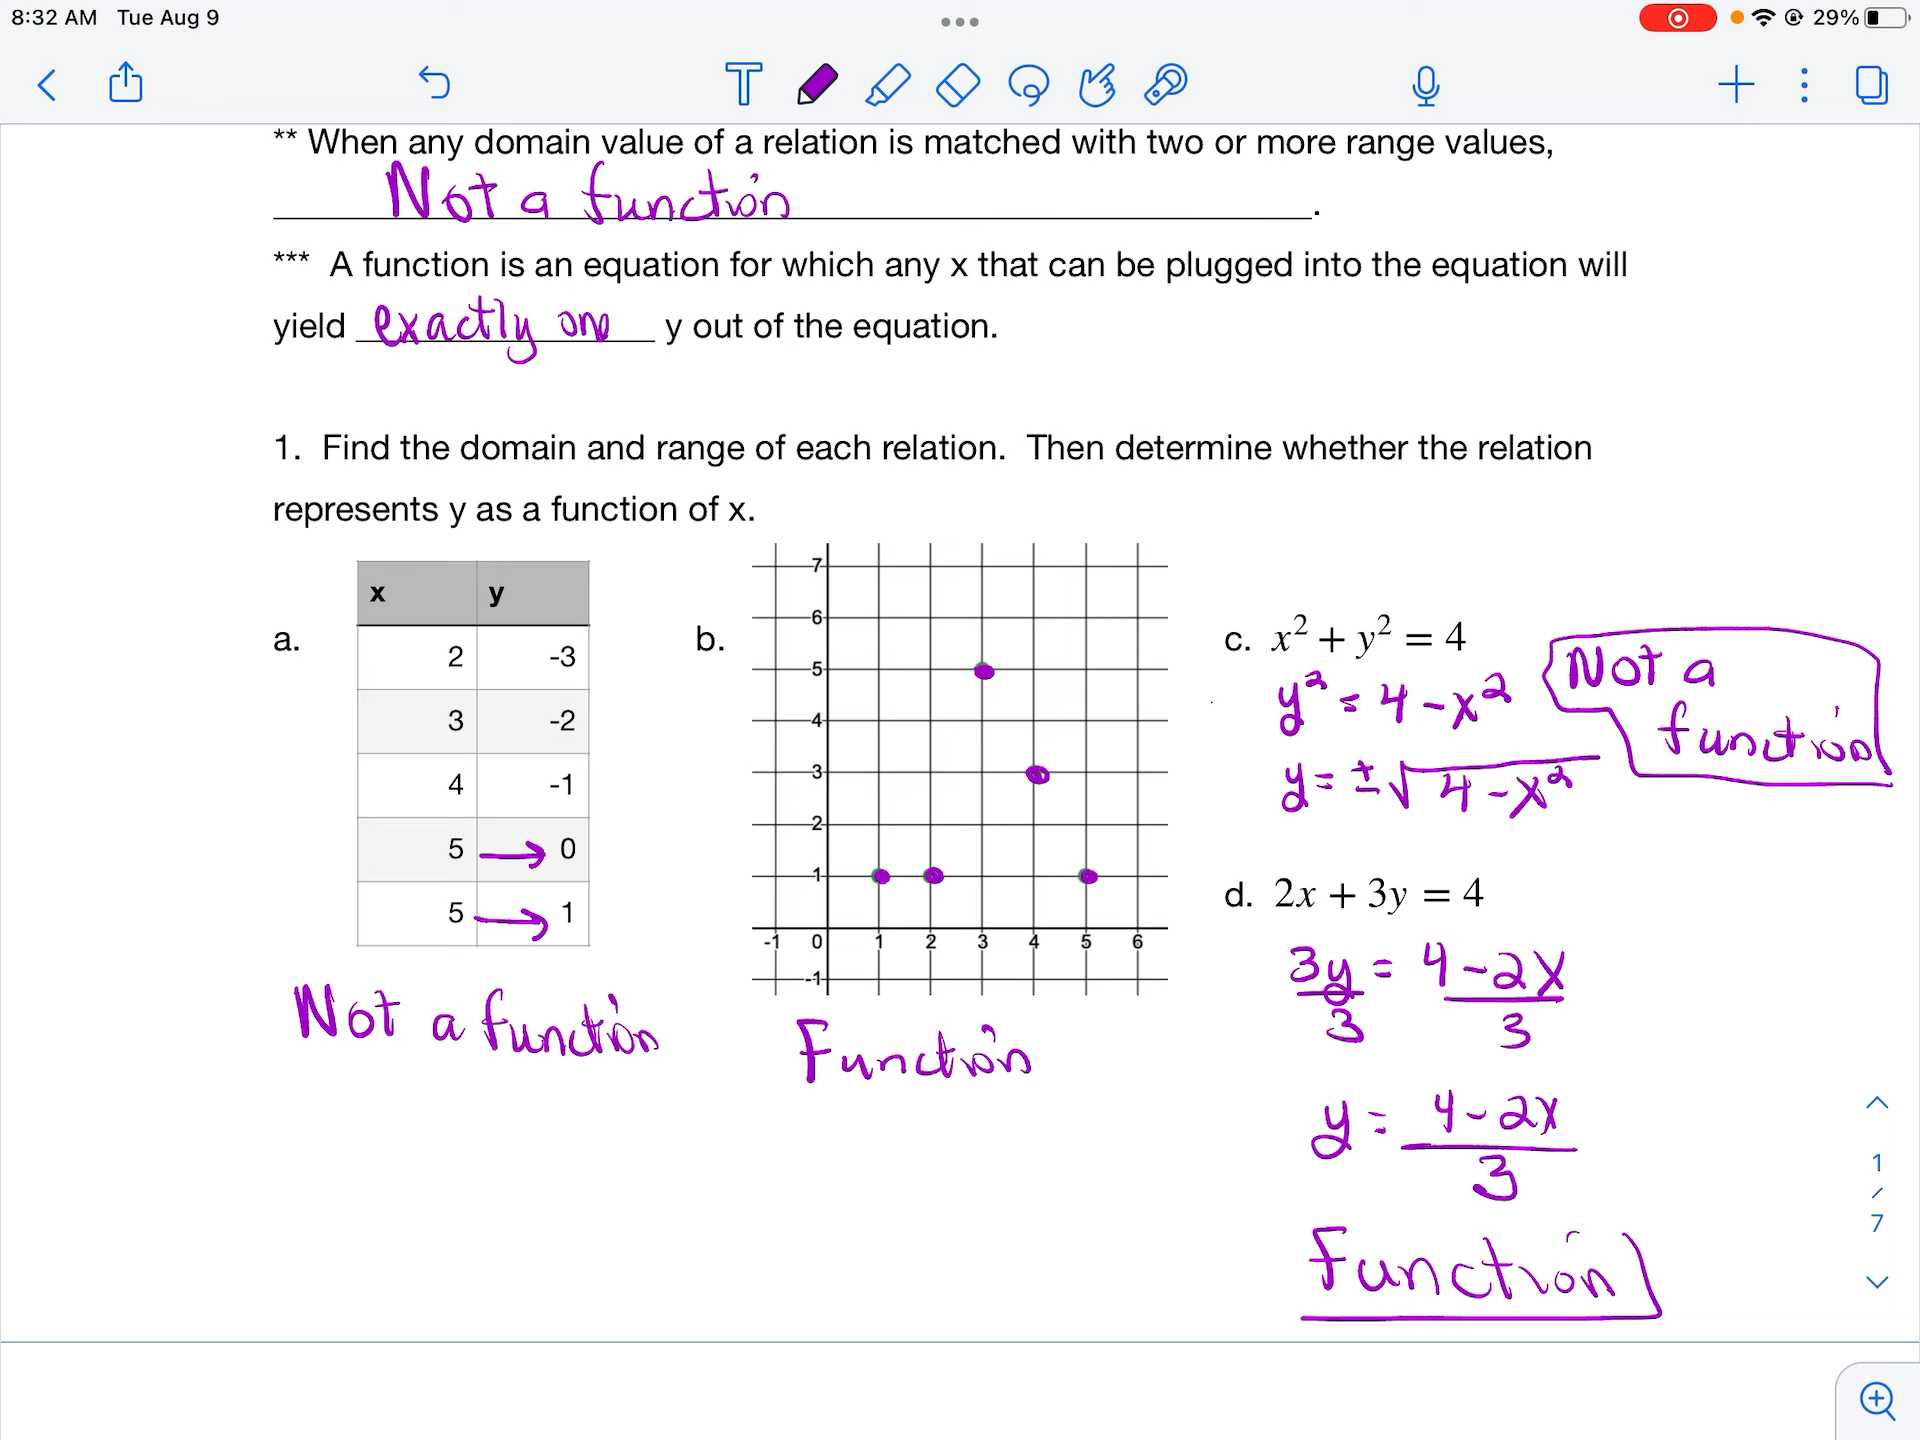 8:32 AM Tue Aug 9
29%
** When any domain value of a relation is matched with two or more range values,
Not a function.
*** A function is an equation for which any x that can be plugged into the equation will
yield exactly one y out of the equation.
1. Find the domain and range of each relation. Then determine whether the relation
represents y as a function of x.
a.
x y
2 -3
3 -2
4 -1
5 → 0
5 → 1
Not a function
b.
7
6
5
4
3
2
1
-1 0 1 2 3 4 5 6
-1
Function
c. x² + y² = 4
y² = 4 - x²
y = ±√4 - x²
Not a
function
d. 2x + 3y = 4
3y = 4 - 2x
3 3
y = 4 - 2x
3
Function
1
/
7